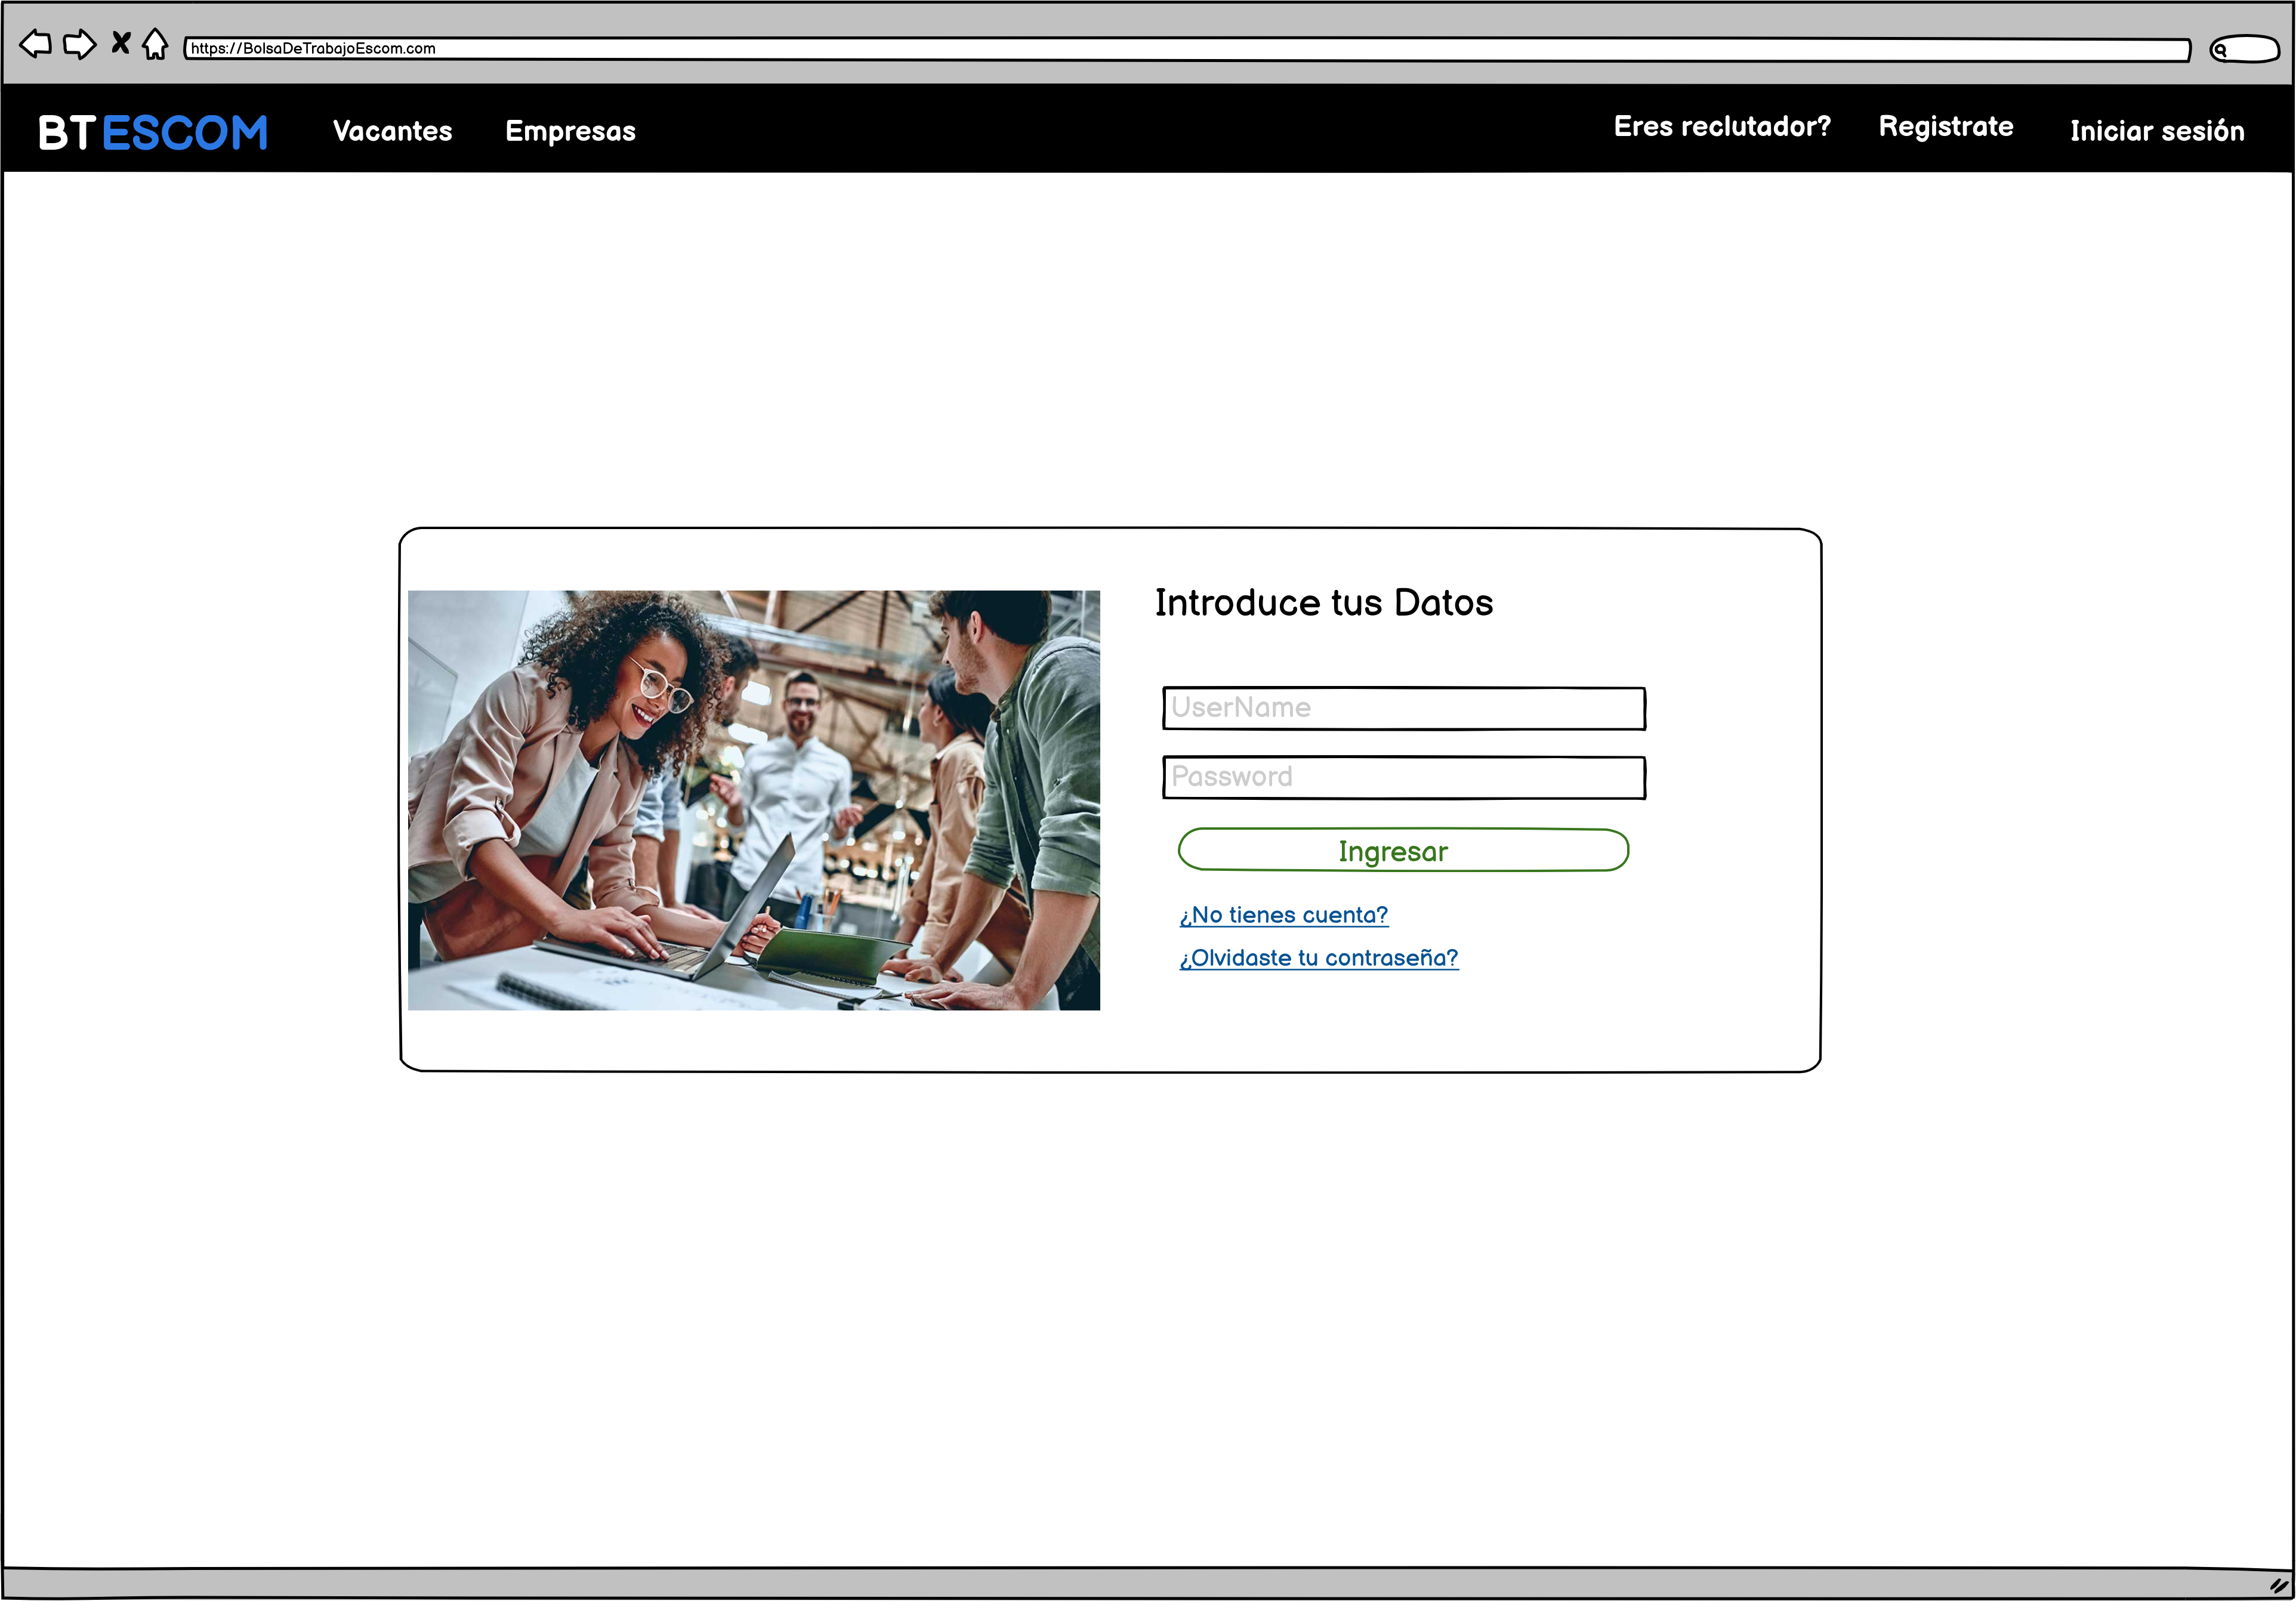 https://BolsaDeTrabajoEscom.com
BTESCOM Vacantes Empresas Eres reclutador? Registrate Iniciar sesión
Introduce tus Datos
UserName
Password
Ingresar
¿No tienes cuenta?
¿Olvidaste tu contraseña?